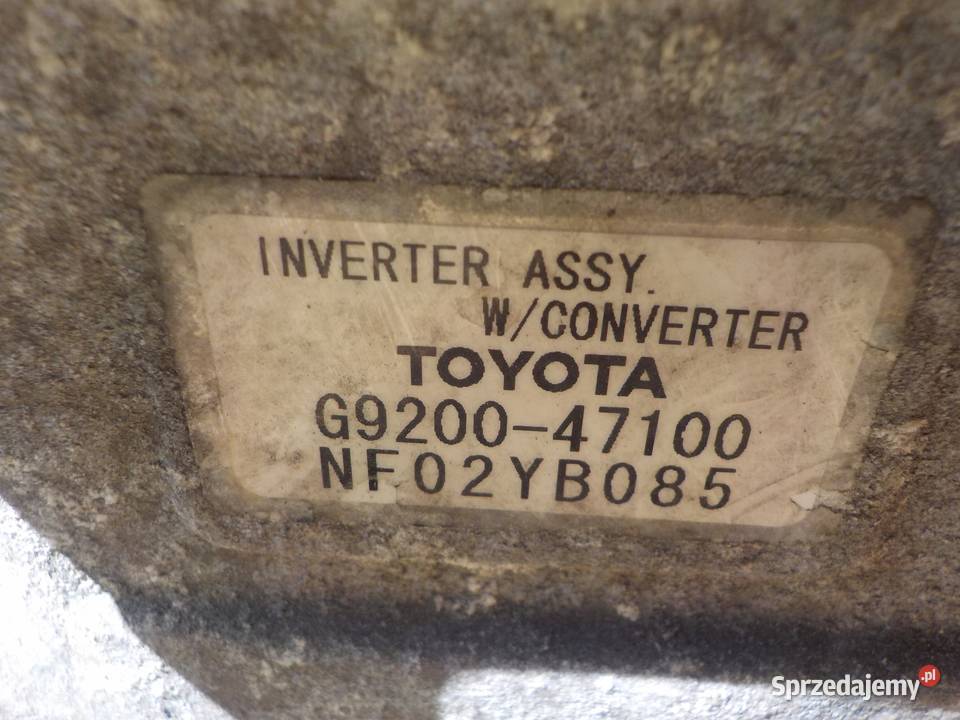 INVERTER ASSY.
W/CONVERTER
TOYOTA
G9200-47100
NF02YB085
Sprzedajemy.pl